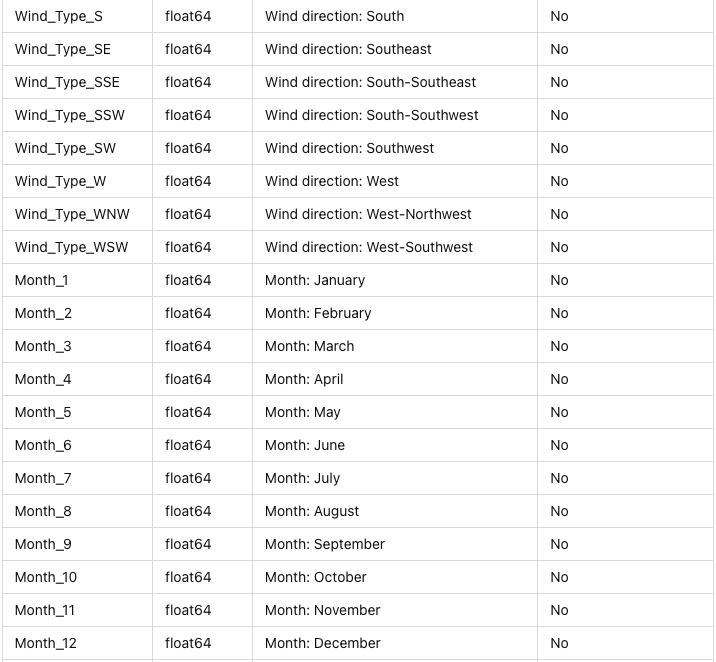 Wind_Type_S float64 Wind direction: South No
Wind_Type_SE float64 Wind direction: Southeast No
Wind_Type_SSE float64 Wind direction: South-Southeast No
Wind_Type_SSW float64 Wind direction: South-Southwest No
Wind_Type_SW float64 Wind direction: Southwest No
Wind_Type_W float64 Wind direction: West No
Wind_Type_WNW float64 Wind direction: West-Northwest No
Wind_Type_WSW float64 Wind direction: West-Southwest No
Month_1 float64 Month: January No
Month_2 float64 Month: February No
Month_3 float64 Month: March No
Month_4 float64 Month: April No
Month_5 float64 Month: May No
Month_6 float64 Month: June No
Month_7 float64 Month: July No
Month_8 float64 Month: August No
Month_9 float64 Month: September No
Month_10 float64 Month: October No
Month_11 float64 Month: November No
Month_12 float64 Month: December No